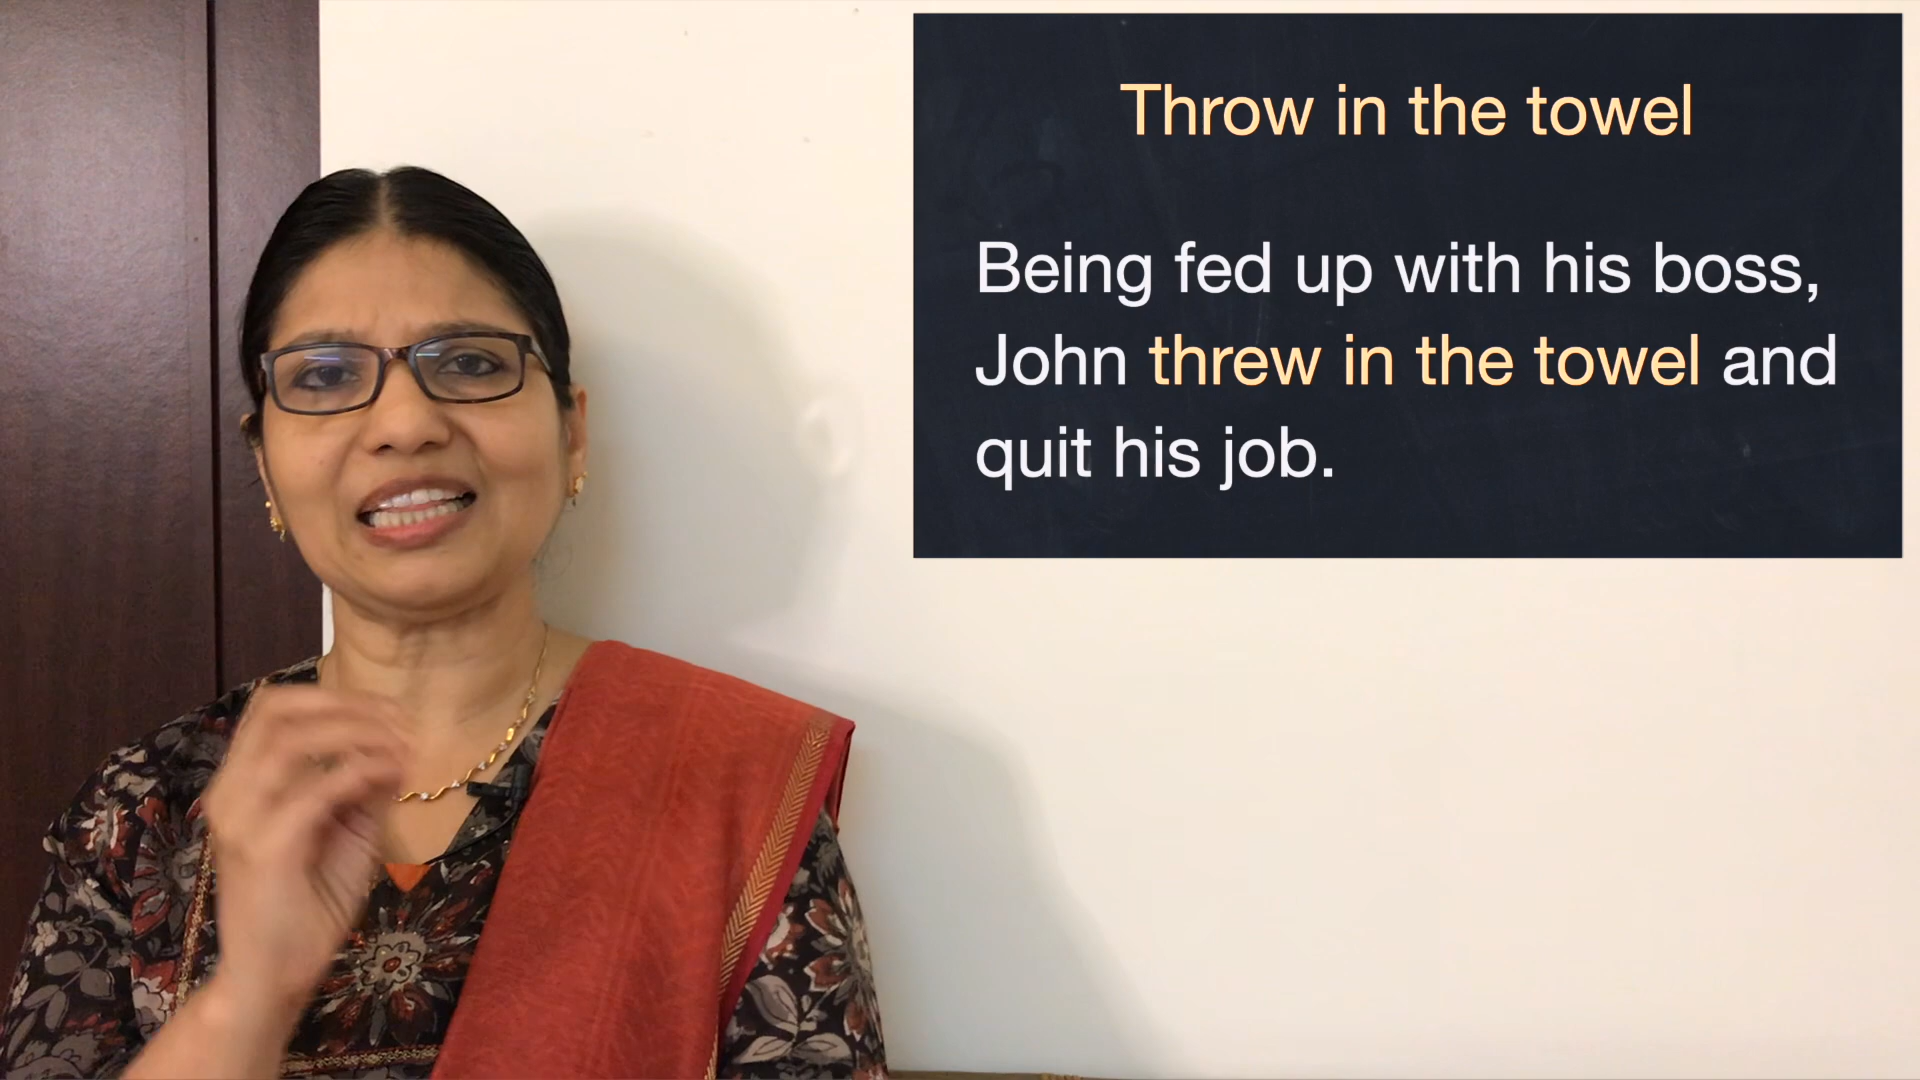 Throw in the towel
Being fed up with his boss,
John threw in the towel and
quit his job.